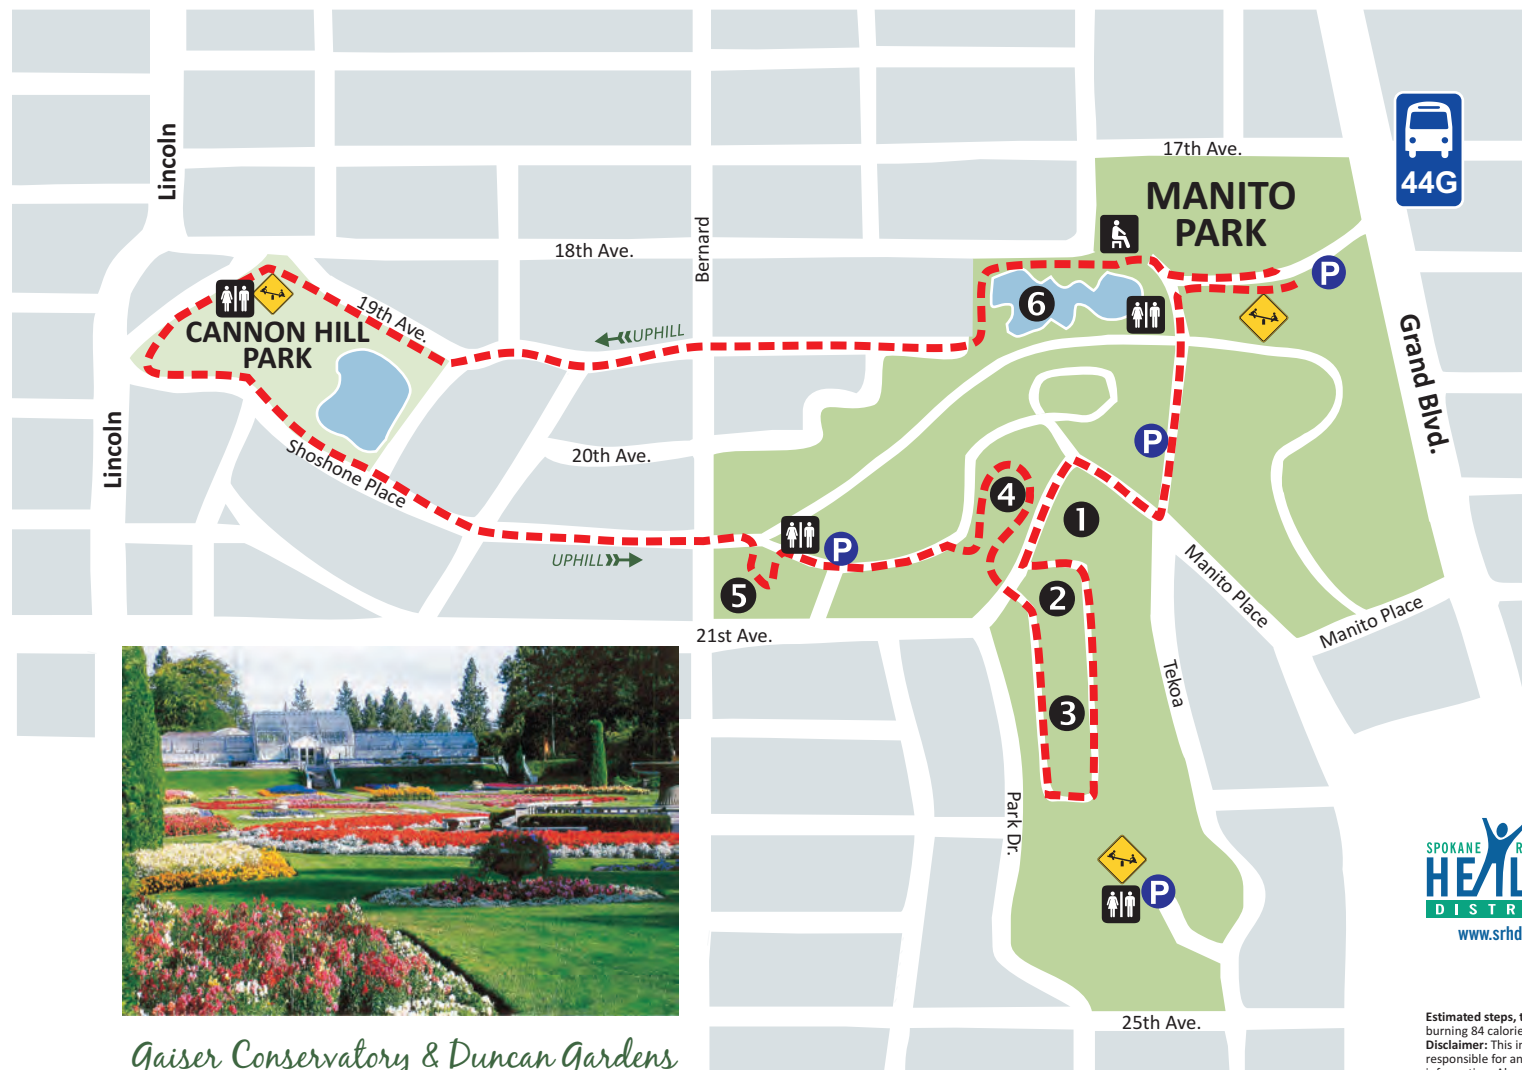 17th Ave.
44G
MANITO
PARK
Lincoln
18th Ave.
Bernard
P
6
19th Ave.
CANNON HILL
PARK
UPHILL
Grand Blvd.
Lincoln
Shoshone Place
20th Ave.
P
4
1
UPHILL
P
5
2
Manito Place
Manito Place
21st Ave.
Tekoa
3
Park Dr.
P
SPOKANE R
HEAL
DISTR
www.srhd
25th Ave.
Estimated steps, t
burning 84 calorie
Disclaimer: This in
responsible for an
Gaiser Conservatory & Duncan Gardens